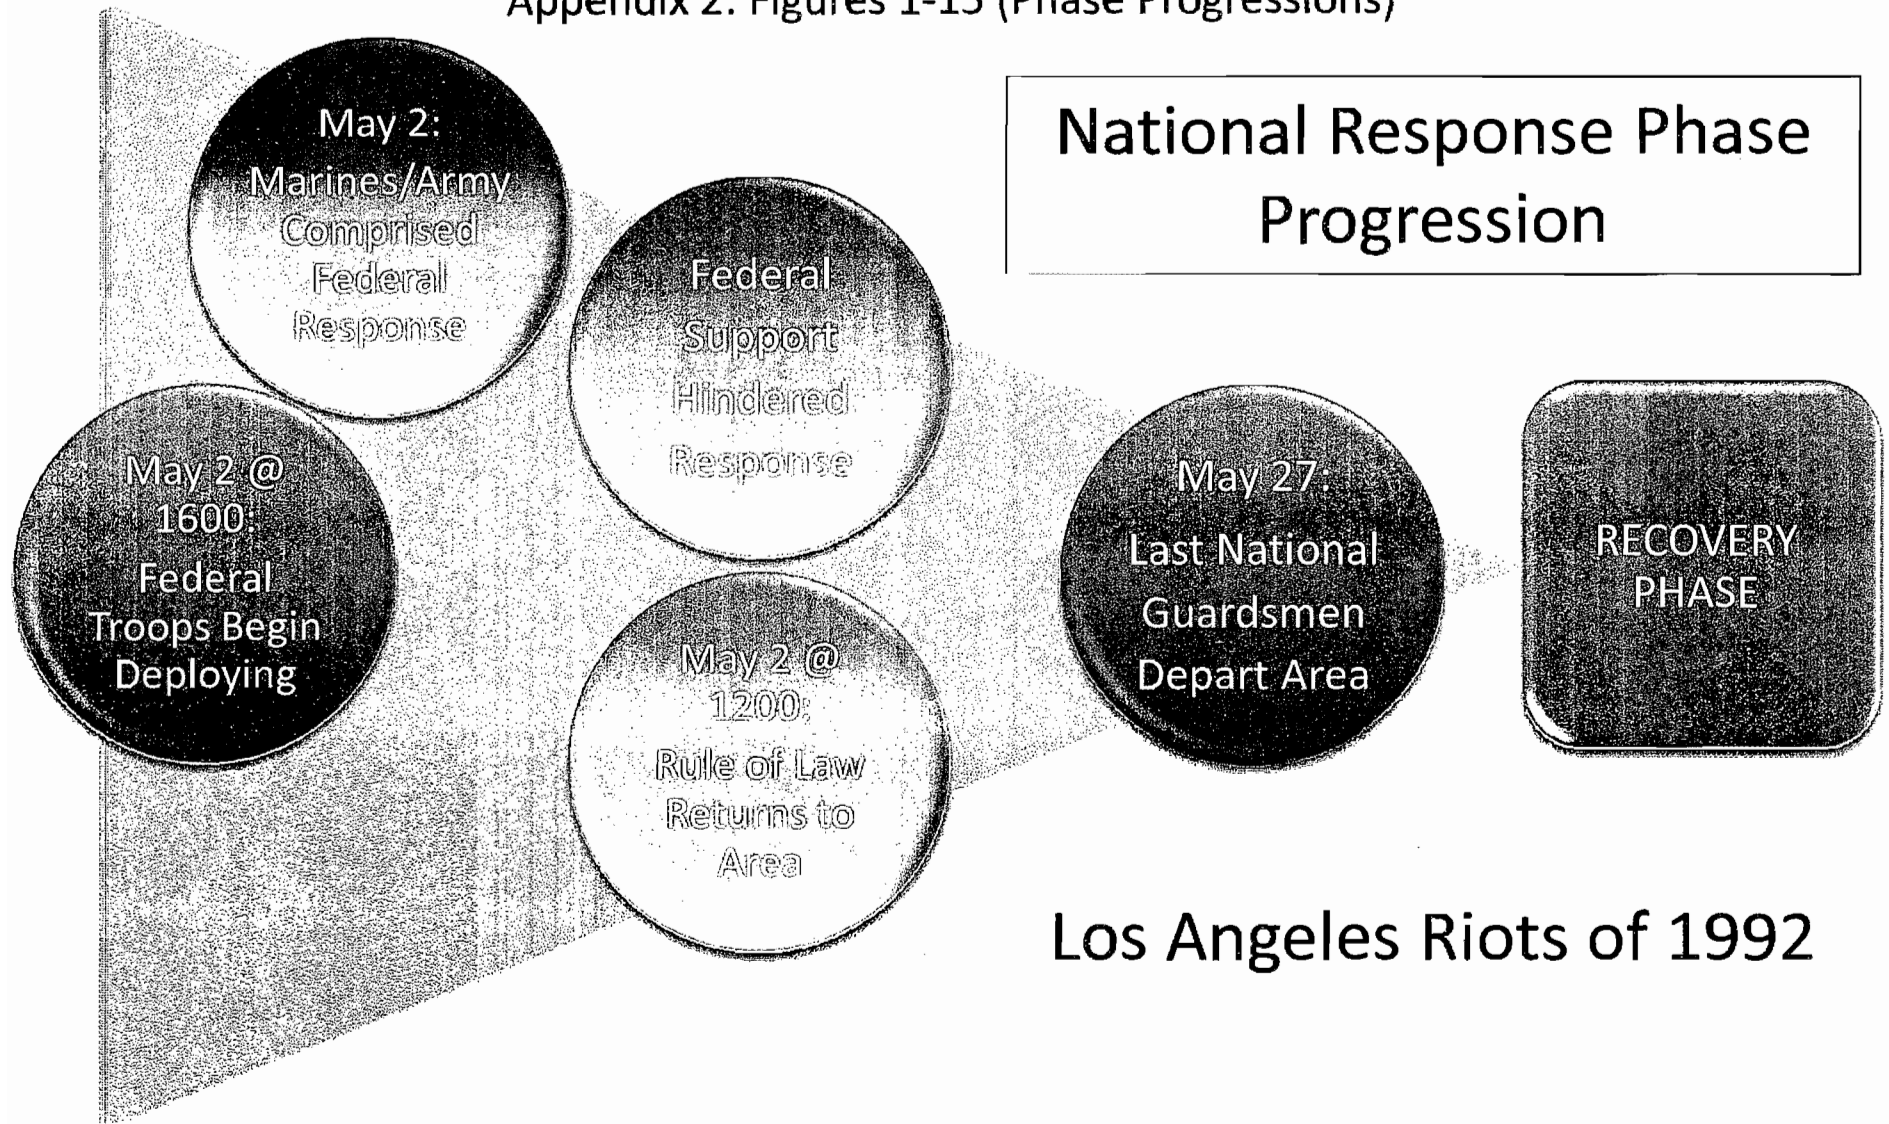 Appendix 2: Figures 1-15 (Phase Progressions)
National Response Phase
Progression
May 2:
Marines/Army
Comprised
Federal
Response
Federal
Support
Hindered
Response
May 2 @
1600:
Federal
Troops Begin
Deploying
May 2 @
1200:
Rule of Law
Returns to
Area
May 27:
Last National
Guardsmen
Depart Area
RECOVERY
PHASE
Los Angeles Riots of 1992